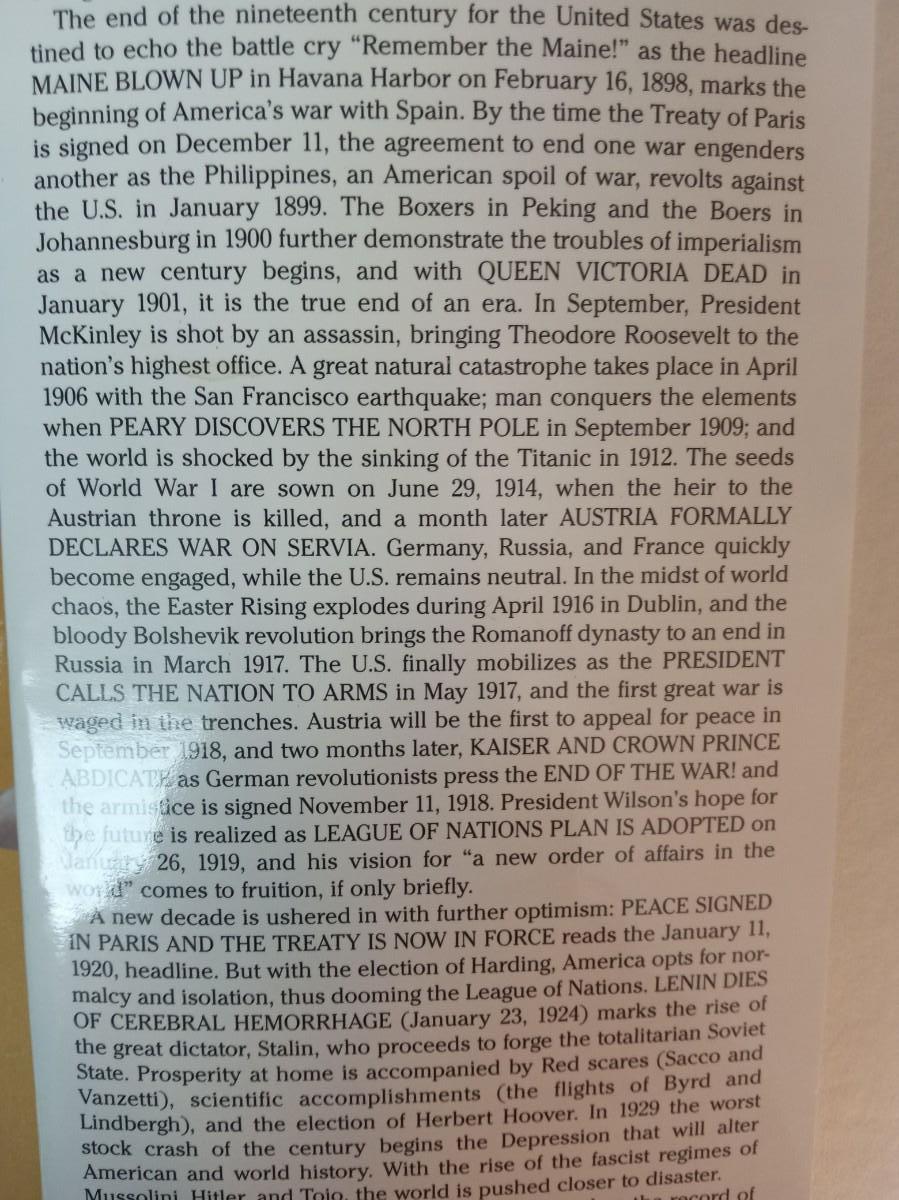 The end of the nineteenth century for the United States was des-
tined to echo the battle cry “Remember the Maine!” as the headline
MAINE BLOWN UP in Havana Harbor on February 16, 1898, marks the
beginning of America’s war with Spain. By the time the Treaty of Paris
is signed on December 11, the agreement to end one war engenders
another as the Philippines, an American spoil of war, revolts against
the U.S. in January 1899. The Boxers in Peking and the Boers in
Johannesburg in 1900 further demonstrate the troubles of imperialism
as a new century begins, and with QUEEN VICTORIA DEAD in
January 1901, it is the true end of an era. In September, President
McKinley is shot by an assassin, bringing Theodore Roosevelt to the
nation’s highest office. A great natural catastrophe takes place in April
1906 with the San Francisco earthquake; man conquers the elements
when PEARY DISCOVERS THE NORTH POLE in September 1909; and
the world is shocked by the sinking of the Titanic in 1912. The seeds
of World War I are sown on June 29, 1914, when the heir to the
Austrian throne is killed, and a month later AUSTRIA FORMALLY
DECLARES WAR ON SERVIA. Germany, Russia, and France quickly
become engaged, while the U.S. remains neutral. In the midst of world
chaos, the Easter Rising explodes during April 1916 in Dublin, and the
bloody Bolshevik revolution brings the Romanoff dynasty to an end in
Russia in March 1917. The U.S. finally mobilizes as the PRESIDENT
CALLS THE NATION TO ARMS in May 1917, and the first great war is
waged in the trenches. Austria will be the first to appeal for peace in
September 1918, and two months later, KAISER AND CROWN PRINCE
ABDICATE as German revolutionists press the END OF THE WAR! and
the armistice is signed November 11, 1918. President Wilson’s hope for
the future is realized as LEAGUE OF NATIONS PLAN IS ADOPTED on
January 26, 1919, and his vision for “a new order of affairs in the
world” comes to fruition, if only briefly.
A new decade is ushered in with further optimism: PEACE SIGNED
IN PARIS AND THE TREATY IS NOW IN FORCE reads the January 11,
1920, headline. But with the election of Harding, America opts for nor-
malcy and isolation, thus dooming the League of Nations. LENIN DIES
OF CEREBRAL HEMORRHAGE (January 23, 1924) marks the rise of
the great dictator, Stalin, who proceeds to forge the totalitarian Soviet
State. Prosperity at home is accompanied by Red scares (Sacco and
Vanzetti), scientific accomplishments (the flights of Byrd and
Lindbergh), and the election of Herbert Hoover. In 1929 the worst
stock crash of the century begins the Depression that will alter
American and world history. With the rise of the fascist regimes of
Mussolini, Hitler, and Tojo, the world is pushed closer to disaster.
the record of